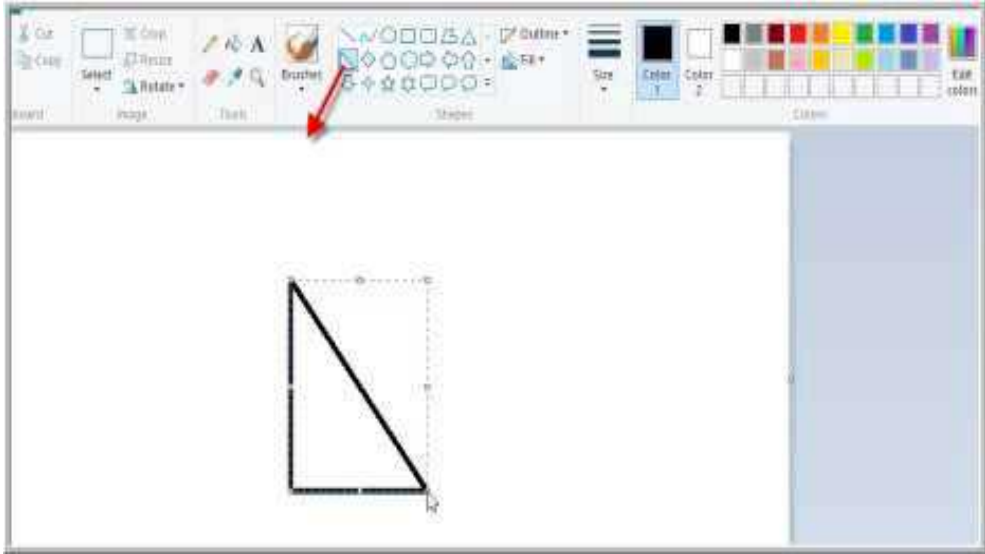 Cut
Copy
Select
Crop
Resize
Rotate
Image
A
Tools
Brushes
Outline
Fill
Shapes
Size
Color
1
Color
2
Edit
colors
Colors